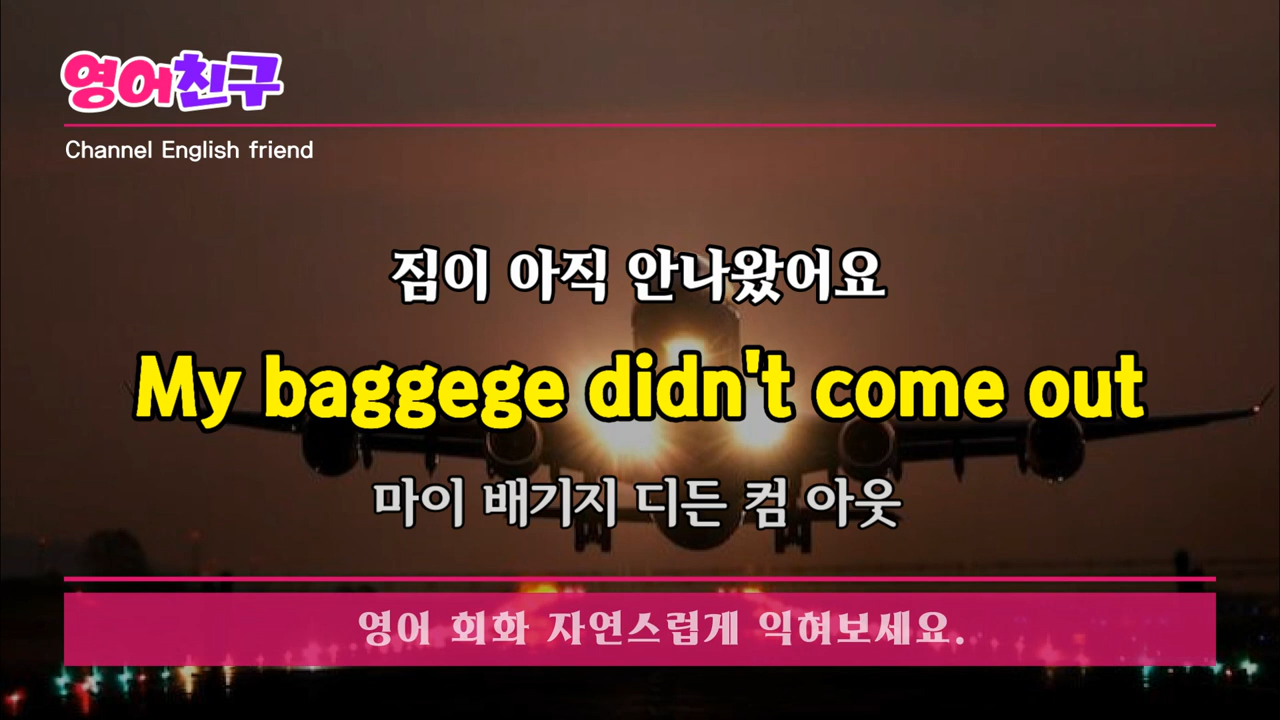 영어친구
Channel English friend
짐이 아직 안나왔어요
My baggege didn't come out
마이 배기지 디든 컴 아웃
영어 회화 자연스럽게 익혀보세요.